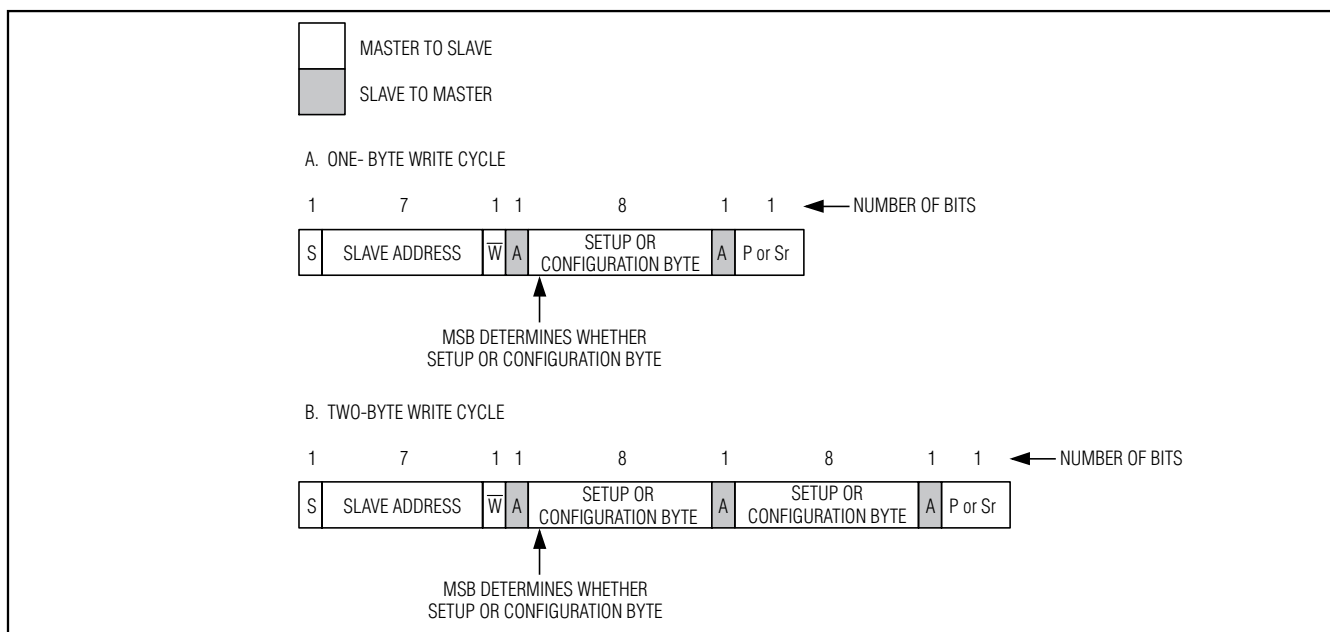 MASTER TO SLAVE
SLAVE TO MASTER
A. ONE- BYTE WRITE CYCLE
1 7 1 1 8 1 1 NUMBER OF BITS
S SLAVE ADDRESS W̅ A SETUP OR CONFIGURATION BYTE A P or Sr
MSB DETERMINES WHETHER
SETUP OR CONFIGURATION BYTE
B. TWO-BYTE WRITE CYCLE
1 7 1 1 8 1 8 1 1 NUMBER OF BITS
S SLAVE ADDRESS W̅ A SETUP OR CONFIGURATION BYTE A SETUP OR CONFIGURATION BYTE A P or Sr
MSB DETERMINES WHETHER
SETUP OR CONFIGURATION BYTE